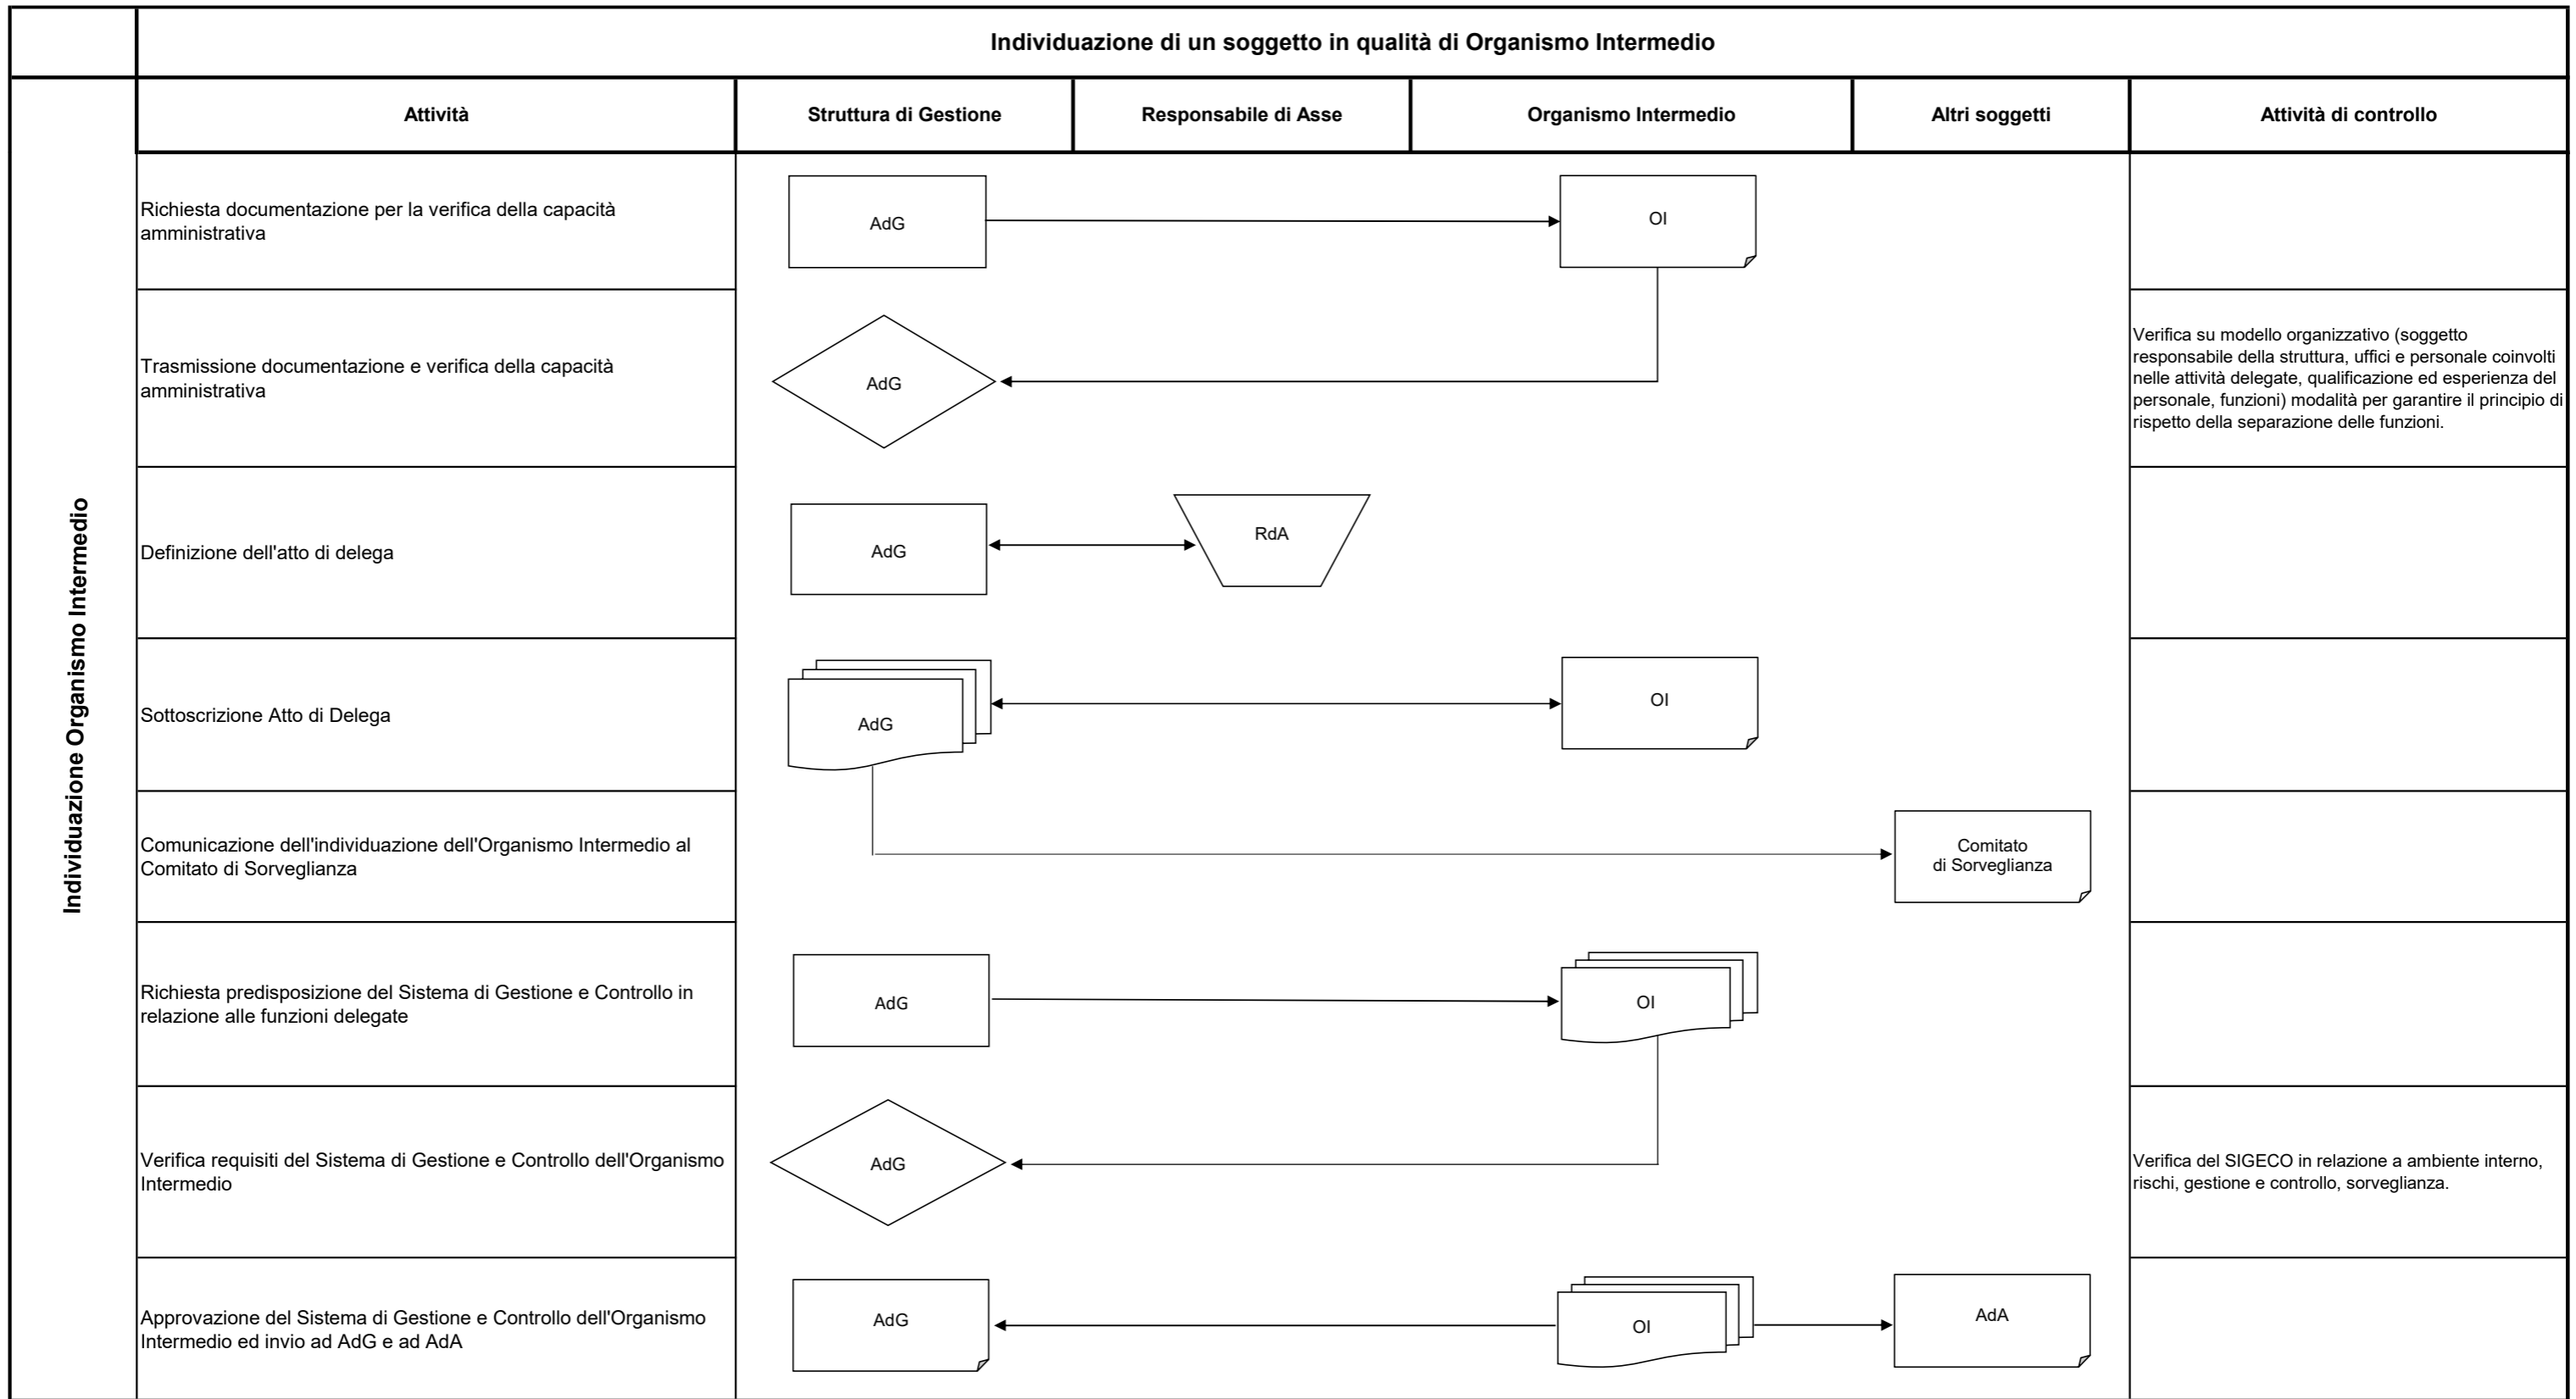 Individuazione di un soggetto in qualità di Organismo Intermedio
Attività
Struttura di Gestione
Responsabile di Asse
Organismo Intermedio
Altri soggetti
Attività di controllo
Individuazione Organismo Intermedio
Richiesta documentazione per la verifica della capacità
amministrativa
AdG
OI
Trasmissione documentazione e verifica della capacità
amministrativa
AdG
Verifica su modello organizzativo (soggetto
responsabile della struttura, uffici e personale coinvolti
nelle attività delegate, qualificazione ed esperienza del
personale, funzioni) modalità per garantire il principio di
rispetto della separazione delle funzioni.
Definizione dell'atto di delega
AdG
RdA
Sottoscrizione Atto di Delega
AdG
OI
Comunicazione dell'individuazione dell'Organismo Intermedio al
Comitato di Sorveglianza
Comitato
di Sorveglianza
Richiesta predisposizione del Sistema di Gestione e Controllo in
relazione alle funzioni delegate
AdG
OI
Verifica requisiti del Sistema di Gestione e Controllo dell'Organismo
Intermedio
AdG
Verifica del SIGECO in relazione a ambiente interno,
rischi, gestione e controllo, sorveglianza.
Approvazione del Sistema di Gestione e Controllo dell'Organismo
Intermedio ed invio ad AdG e ad AdA
AdG
OI
AdA